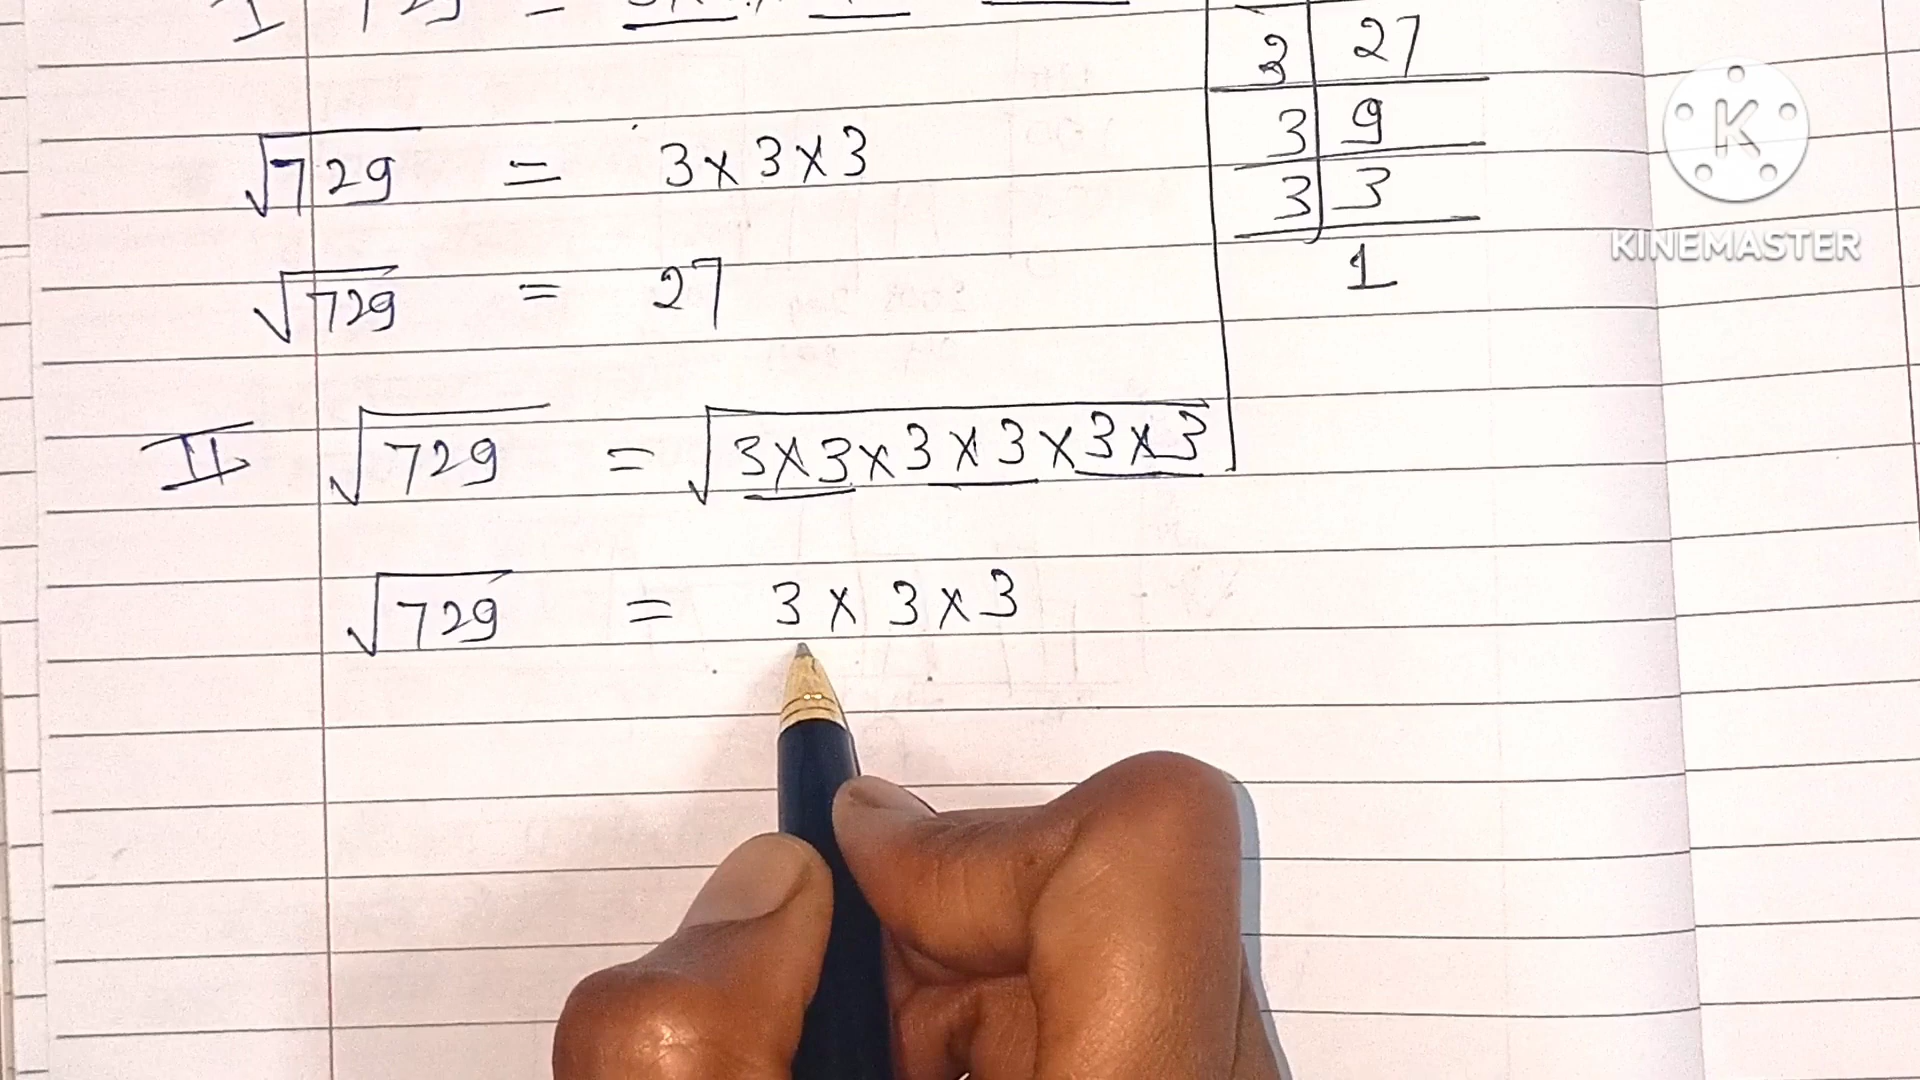 I 729 =
3 27
√729 = 3 × 3 × 3
3 9
3 3
K
KINEMASTER
√729 = 27
1
II √729 = √3 × 3 × 3 × 3 × 3 × 3
√729 = 3 × 3 × 3